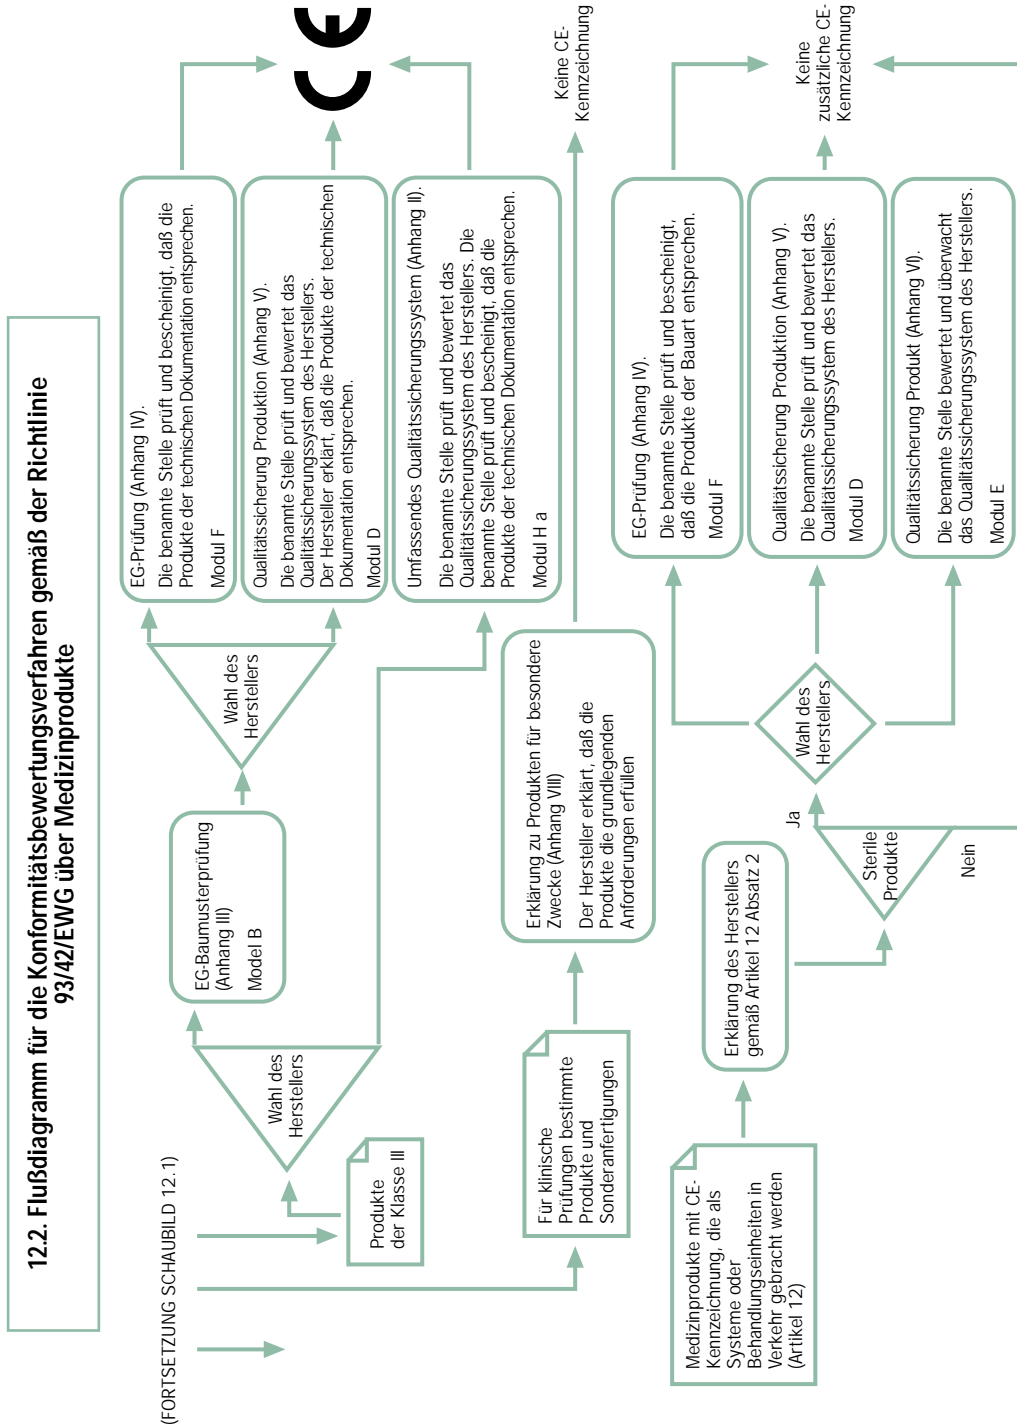 12.2. Flußdiagramm für die Konformitätsbewertungsverfahren gemäß der Richtlinie
93/42/EWG über Medizinprodukte
(FORTSETZUNG SCHAUBILD 12.1)
Produkte
der Klasse III
Wahl des
Herstellers
EG-Baumusterprüfung
(Anhang III)
Model B
Wahl des
Herstellers
EG-Prüfung (Anhang IV).
Die benannte Stelle prüft und bescheinigt, daß die
Produkte der technischen Dokumentation entsprechen.
Modul F
Qualitätssicherung Produktion (Anhang V).
Die benannte Stelle prüft und bewertet das
Qualitätssicherungssystem des Herstellers.
Der Hersteller erklärt, daß die Produkte der technischen
Dokumentation entsprechen.
Modul D
Umfassendes Qualitätssicherungssystem (Anhang II).
Die benannte Stelle prüft und bewertet das
Qualitätssicherungssystem des Herstellers. Die
benannte Stelle prüft und bescheinigt, daß die
Produkte der technischen Dokumentation entsprechen.
Modul H a
CE
Für klinische
Prüfungen bestimmte
Produkte und
Sonderanfertigungen
Erklärung zu Produkten für besondere
Zwecke (Anhang VIII)
Der Hersteller erklärt, daß die
Produkte die grundlegenden
Anforderungen erfüllen
Keine CE-
Kennzeichnung
Medizinprodukte mit CE-
Kennzeichnung, die als
Systeme oder
Behandlungseinheiten in
Verkehr gebracht werden
(Artikel 12)
Erklärung des Herstellers
gemäß Artikel 12 Absatz 2
Sterile
Produkte
Ja
Nein
Wahl des
Herstellers
EG-Prüfung (Anhang IV).
Die benannte Stelle prüft und bescheinigt,
daß die Produkte der Bauart entsprechen.
Modul F
Qualitätssicherung Produktion (Anhang V).
Die benannte Stelle prüft und bewertet das
Qualitätssicherungssystem des Herstellers.
Modul D
Qualitätssicherung Produkt (Anhang VI).
Die benannte Stelle bewertet und überwacht
das Qualitätssicherungssystem des Herstellers.
Modul E
Keine
zusätzliche CE-
Kennzeichnung